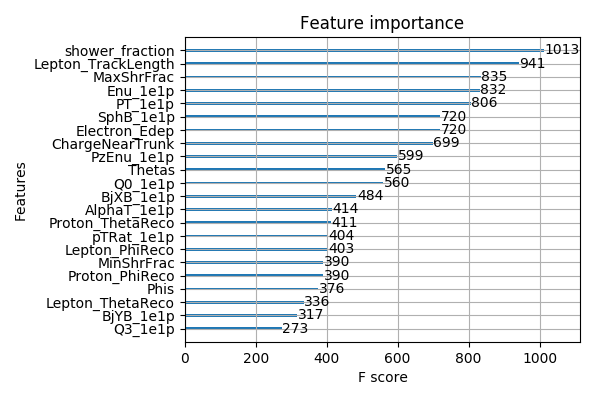 Feature importance
Features
shower_fraction 1013
Lepton_TrackLength 941
MaxShrFrac 835
Enu_1e1p 832
PT_1e1p 806
SphB_1e1p 720
Electron_Edep 720
ChargeNearTrunk 699
PzEnu_1e1p 599
Thetas 565
Q0_1e1p 560
BjXB_1e1p 484
AlphaT_1e1p 414
Proton_ThetaReco 411
pTRat_1e1p 404
Lepton_PhiReco 403
MinShrFrac 390
Proton_PhiReco 390
Phis 376
Lepton_ThetaReco 336
BjYB_1e1p 317
Q3_1e1p 273
0 200 400 600 800 1000
F score